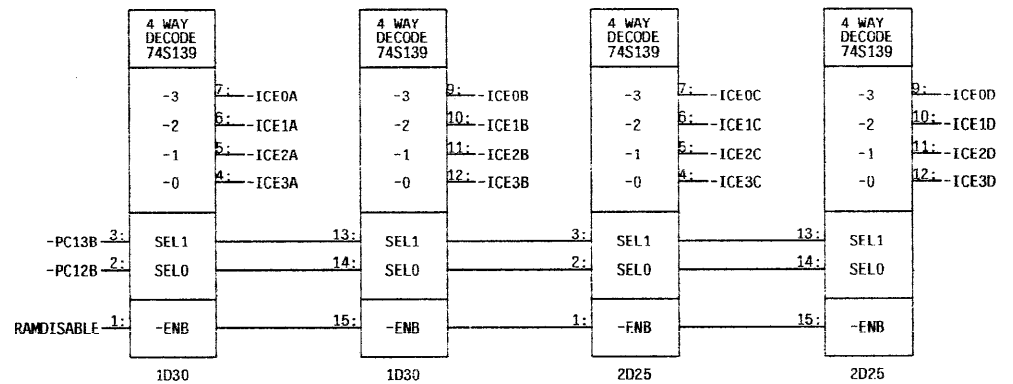 4 WAY 4 WAY 4 WAY 4 WAY
DECODE DECODE DECODE DECODE
74S139 74S139 74S139 74S139
-3 7: -ICE0A -3 9: -ICE0B -3 7: -ICE0C -3 9: -ICE0D
-2 6: -ICE1A -2 10: -ICE1B -2 6: -ICE1C -2 10: -ICE1D
-1 5: -ICE2A -1 11: -ICE2B -1 5: -ICE2C -1 11: -ICE2D
-0 4: -ICE3A -0 12: -ICE3B -0 4: -ICE3C -0 12: -ICE3D
-PC13B 3: SEL1 13: SEL1 3: SEL1 13: SEL1
-PC12B 2: SEL0 14: SEL0 2: SEL0 14: SEL0
RAMDISABLE 1: -ENB 15: -ENB 1: -ENB 15: -ENB
1D30 1D30 2D25 2D25